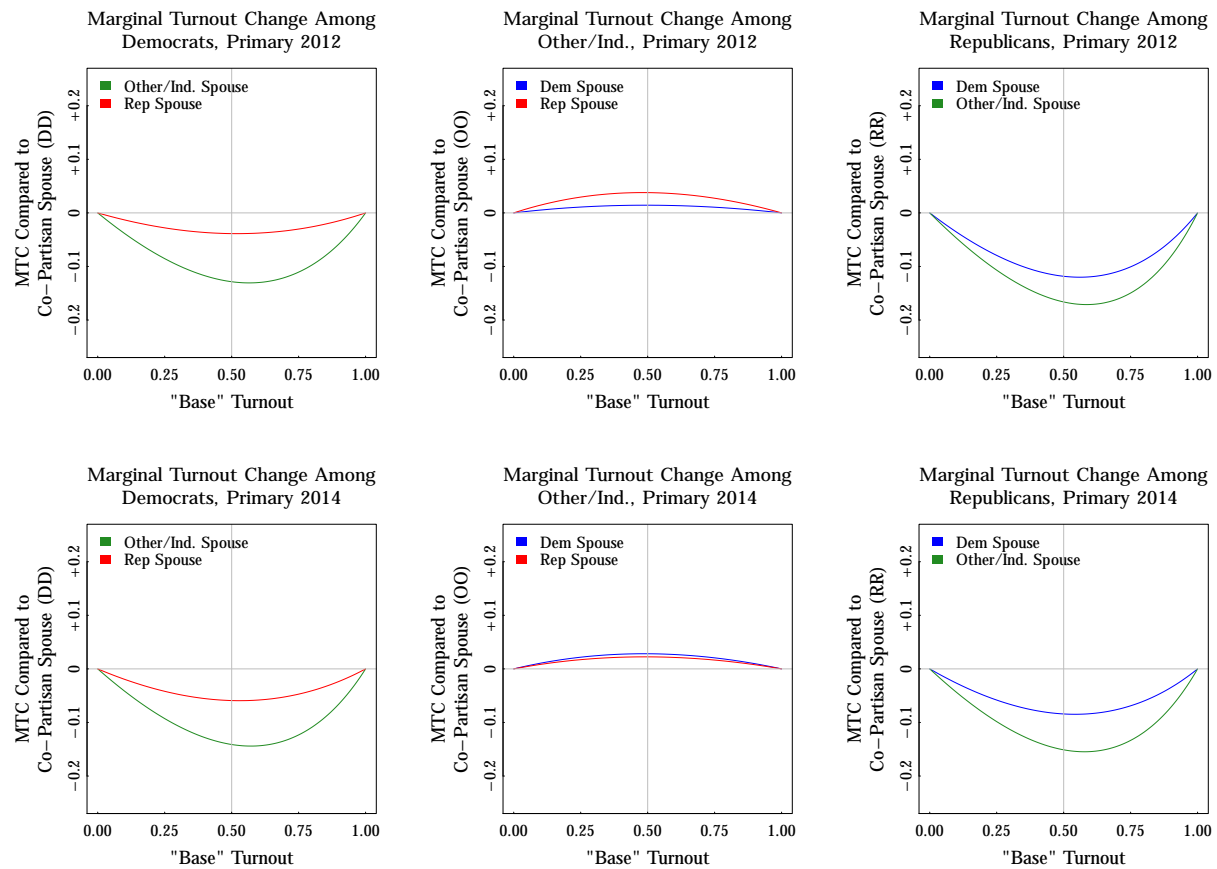 Marginal Turnout Change Among
Democrats, Primary 2012
Other/Ind. Spouse
Rep Spouse
MTC Compared to
Co−Partisan Spouse (DD)
+0.2
+0.1
0
−0.1
−0.2
0.00 0.25 0.50 0.75 1.00
"Base" Turnout
Marginal Turnout Change Among
Other/Ind., Primary 2012
Dem Spouse
Rep Spouse
MTC Compared to
Co−Partisan Spouse (OO)
+0.2
+0.1
0
−0.1
−0.2
0.00 0.25 0.50 0.75 1.00
"Base" Turnout
Marginal Turnout Change Among
Republicans, Primary 2012
Dem Spouse
Other/Ind. Spouse
MTC Compared to
Co−Partisan Spouse (RR)
+0.2
+0.1
0
−0.1
−0.2
0.00 0.25 0.50 0.75 1.00
"Base" Turnout
Marginal Turnout Change Among
Democrats, Primary 2014
Other/Ind. Spouse
Rep Spouse
MTC Compared to
Co−Partisan Spouse (DD)
+0.2
+0.1
0
−0.1
−0.2
0.00 0.25 0.50 0.75 1.00
"Base" Turnout
Marginal Turnout Change Among
Other/Ind., Primary 2014
Dem Spouse
Rep Spouse
MTC Compared to
Co−Partisan Spouse (OO)
+0.2
+0.1
0
−0.1
−0.2
0.00 0.25 0.50 0.75 1.00
"Base" Turnout
Marginal Turnout Change Among
Republicans, Primary 2014
Dem Spouse
Other/Ind. Spouse
MTC Compared to
Co−Partisan Spouse (RR)
+0.2
+0.1
0
−0.1
−0.2
0.00 0.25 0.50 0.75 1.00
"Base" Turnout